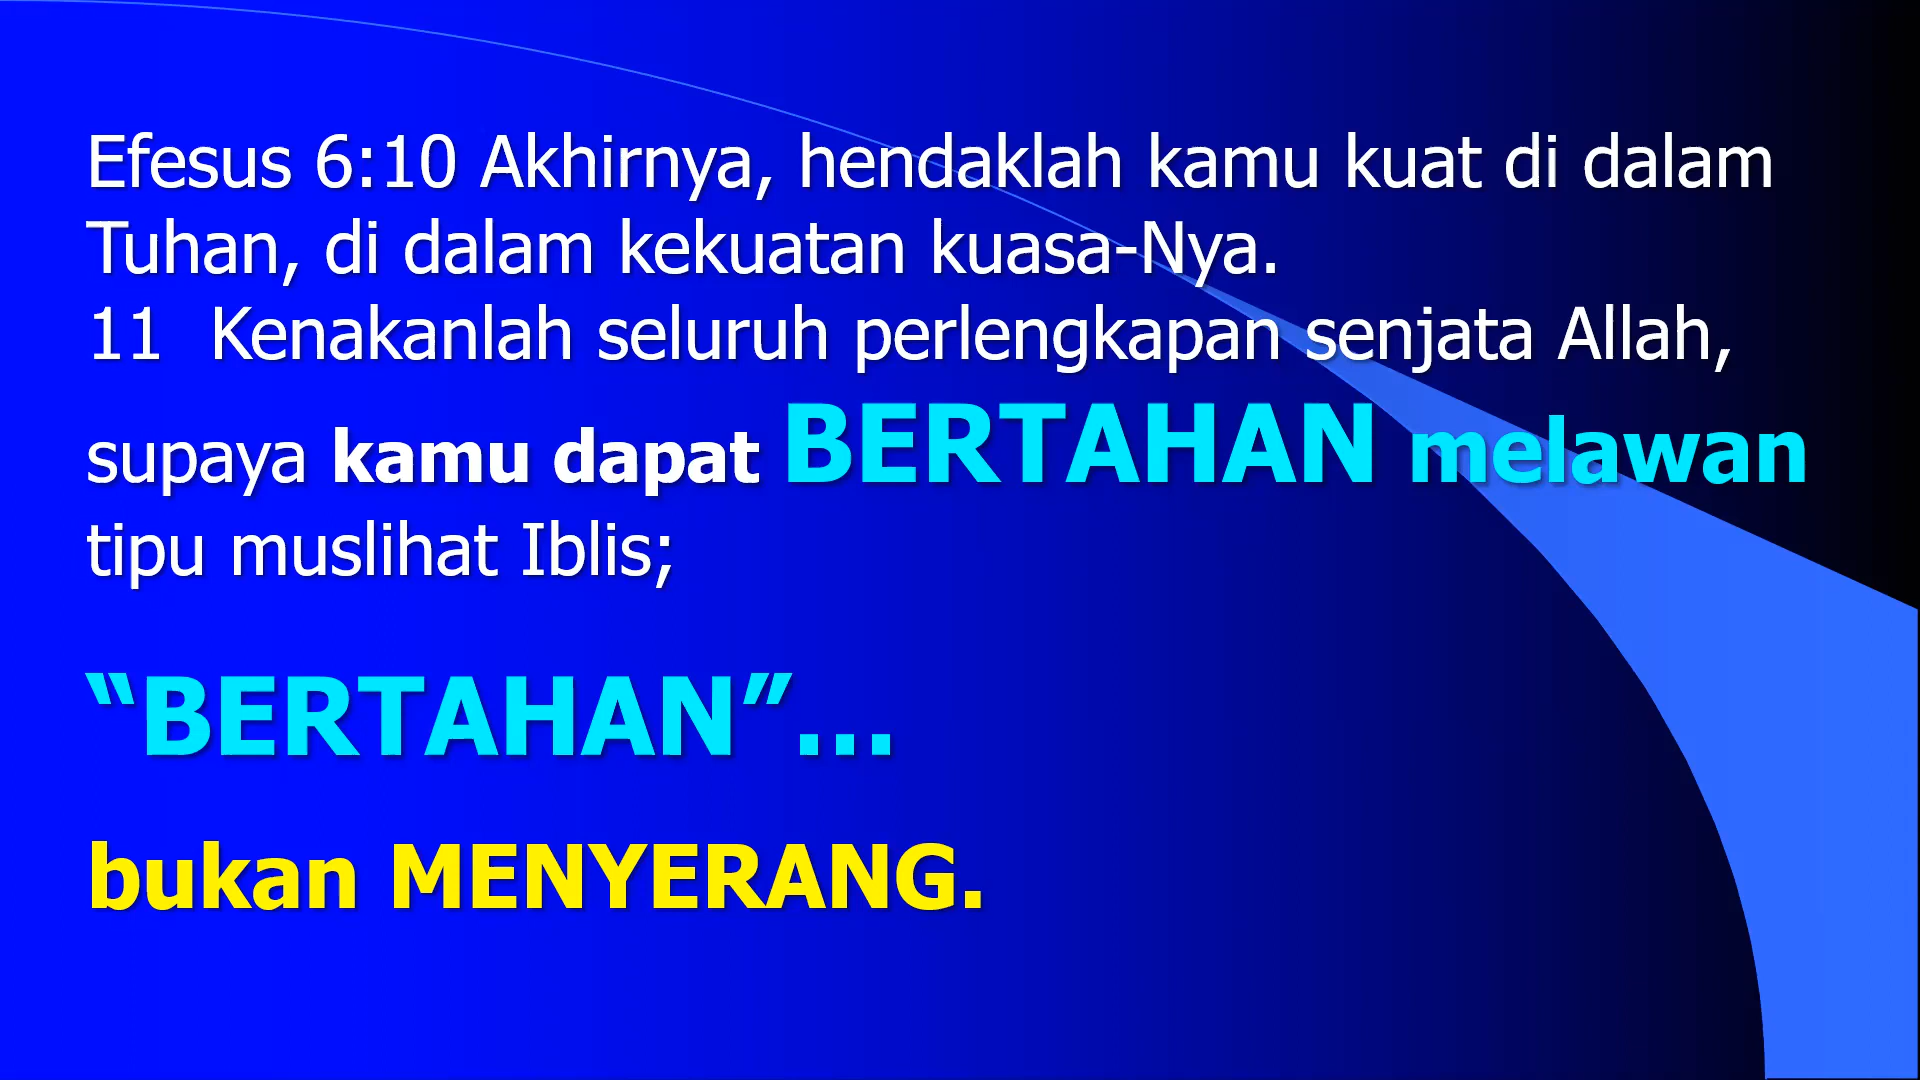 Efesus 6:10 Akhirnya, hendaklah kamu kuat di dalam
Tuhan, di dalam kekuatan kuasa-Nya.
11  Kenakanlah seluruh perlengkapan senjata Allah,
supaya kamu dapat BERTAHAN melawan
tipu muslihat Iblis;
“BERTAHAN”...
bukan MENYERANG.